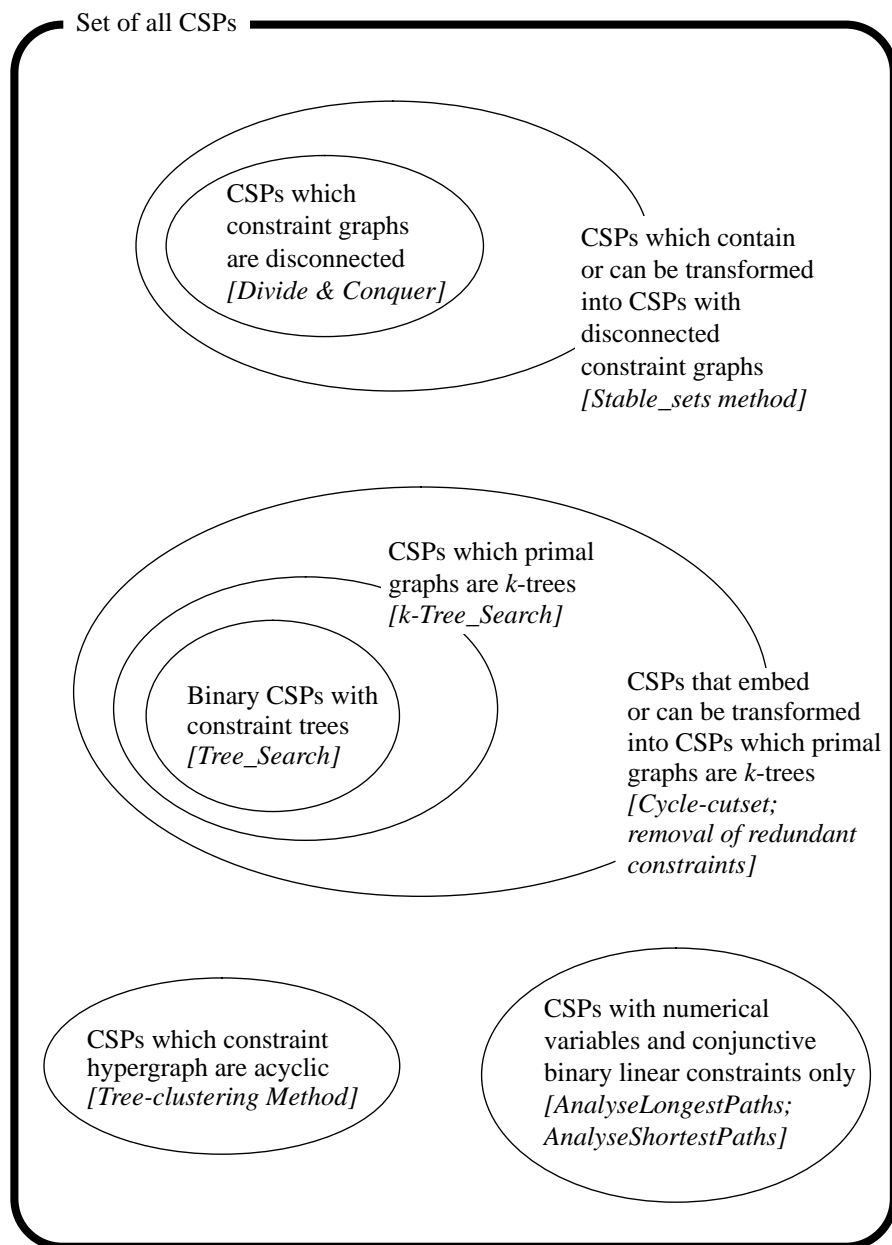 Set of all CSPs
CSPs which
constraint graphs
are disconnected
[Divide & Conquer]
CSPs which contain
or can be transformed
into CSPs with
disconnected
constraint graphs
[Stable_sets method]
CSPs which primal
graphs are k-trees
[k-Tree_Search]
Binary CSPs with
constraint trees
[Tree_Search]
CSPs that embed
or can be transformed
into CSPs which primal
graphs are k-trees
[Cycle-cutset;
removal of redundant
constraints]
CSPs which constraint
hypergraph are acyclic
[Tree-clustering Method]
CSPs with numerical
variables and conjunctive
binary linear constraints only
[AnalyseLongestPaths;
AnalyseShortestPaths]